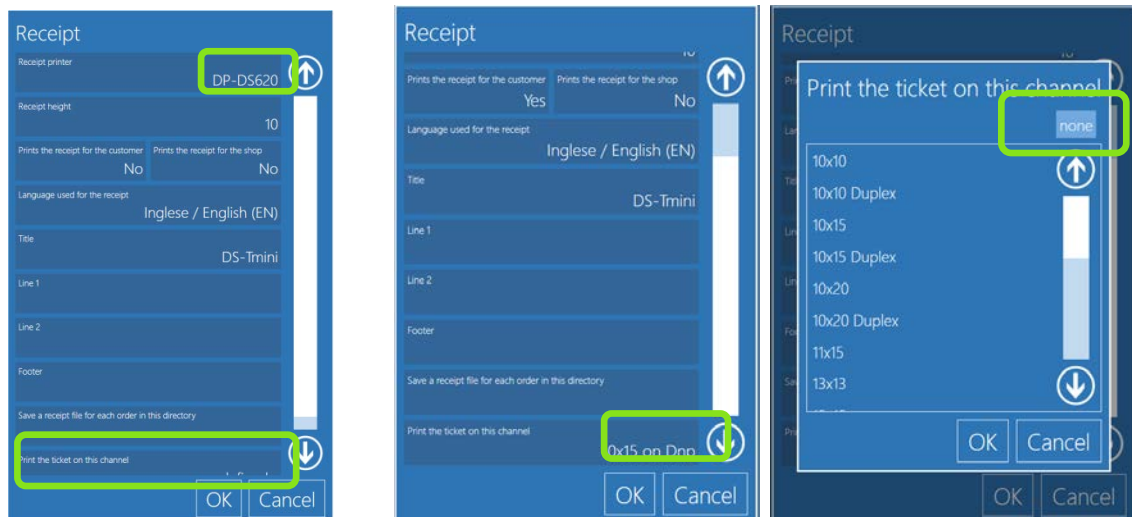 Receipt
Receipt printer
DP-DS620
Receipt height
10
Prints the receipt for the customer Prints the receipt for the shop
No No
Language used for the receipt
Inglese / English (EN)
Title
DS-Tmini
Line 1
Line 2
Footer
Save a receipt file for each order in this directory
Print the ticket on this channel
OK Cancel
Receipt
10
Prints the receipt for the customer Prints the receipt for the shop
Yes No
Language used for the receipt
Inglese / English (EN)
Title
DS-Tmini
Line 1
Line 2
Footer
Save a receipt file for each order in this directory
Print the ticket on this channel
0x15 on Dnp
OK Cancel
Receipt
Print the ticket on this channel
none
10x10
10x10 Duplex
10x15
10x15 Duplex
10x20
10x20 Duplex
11x15
13x13
OK Cancel
OK Cancel